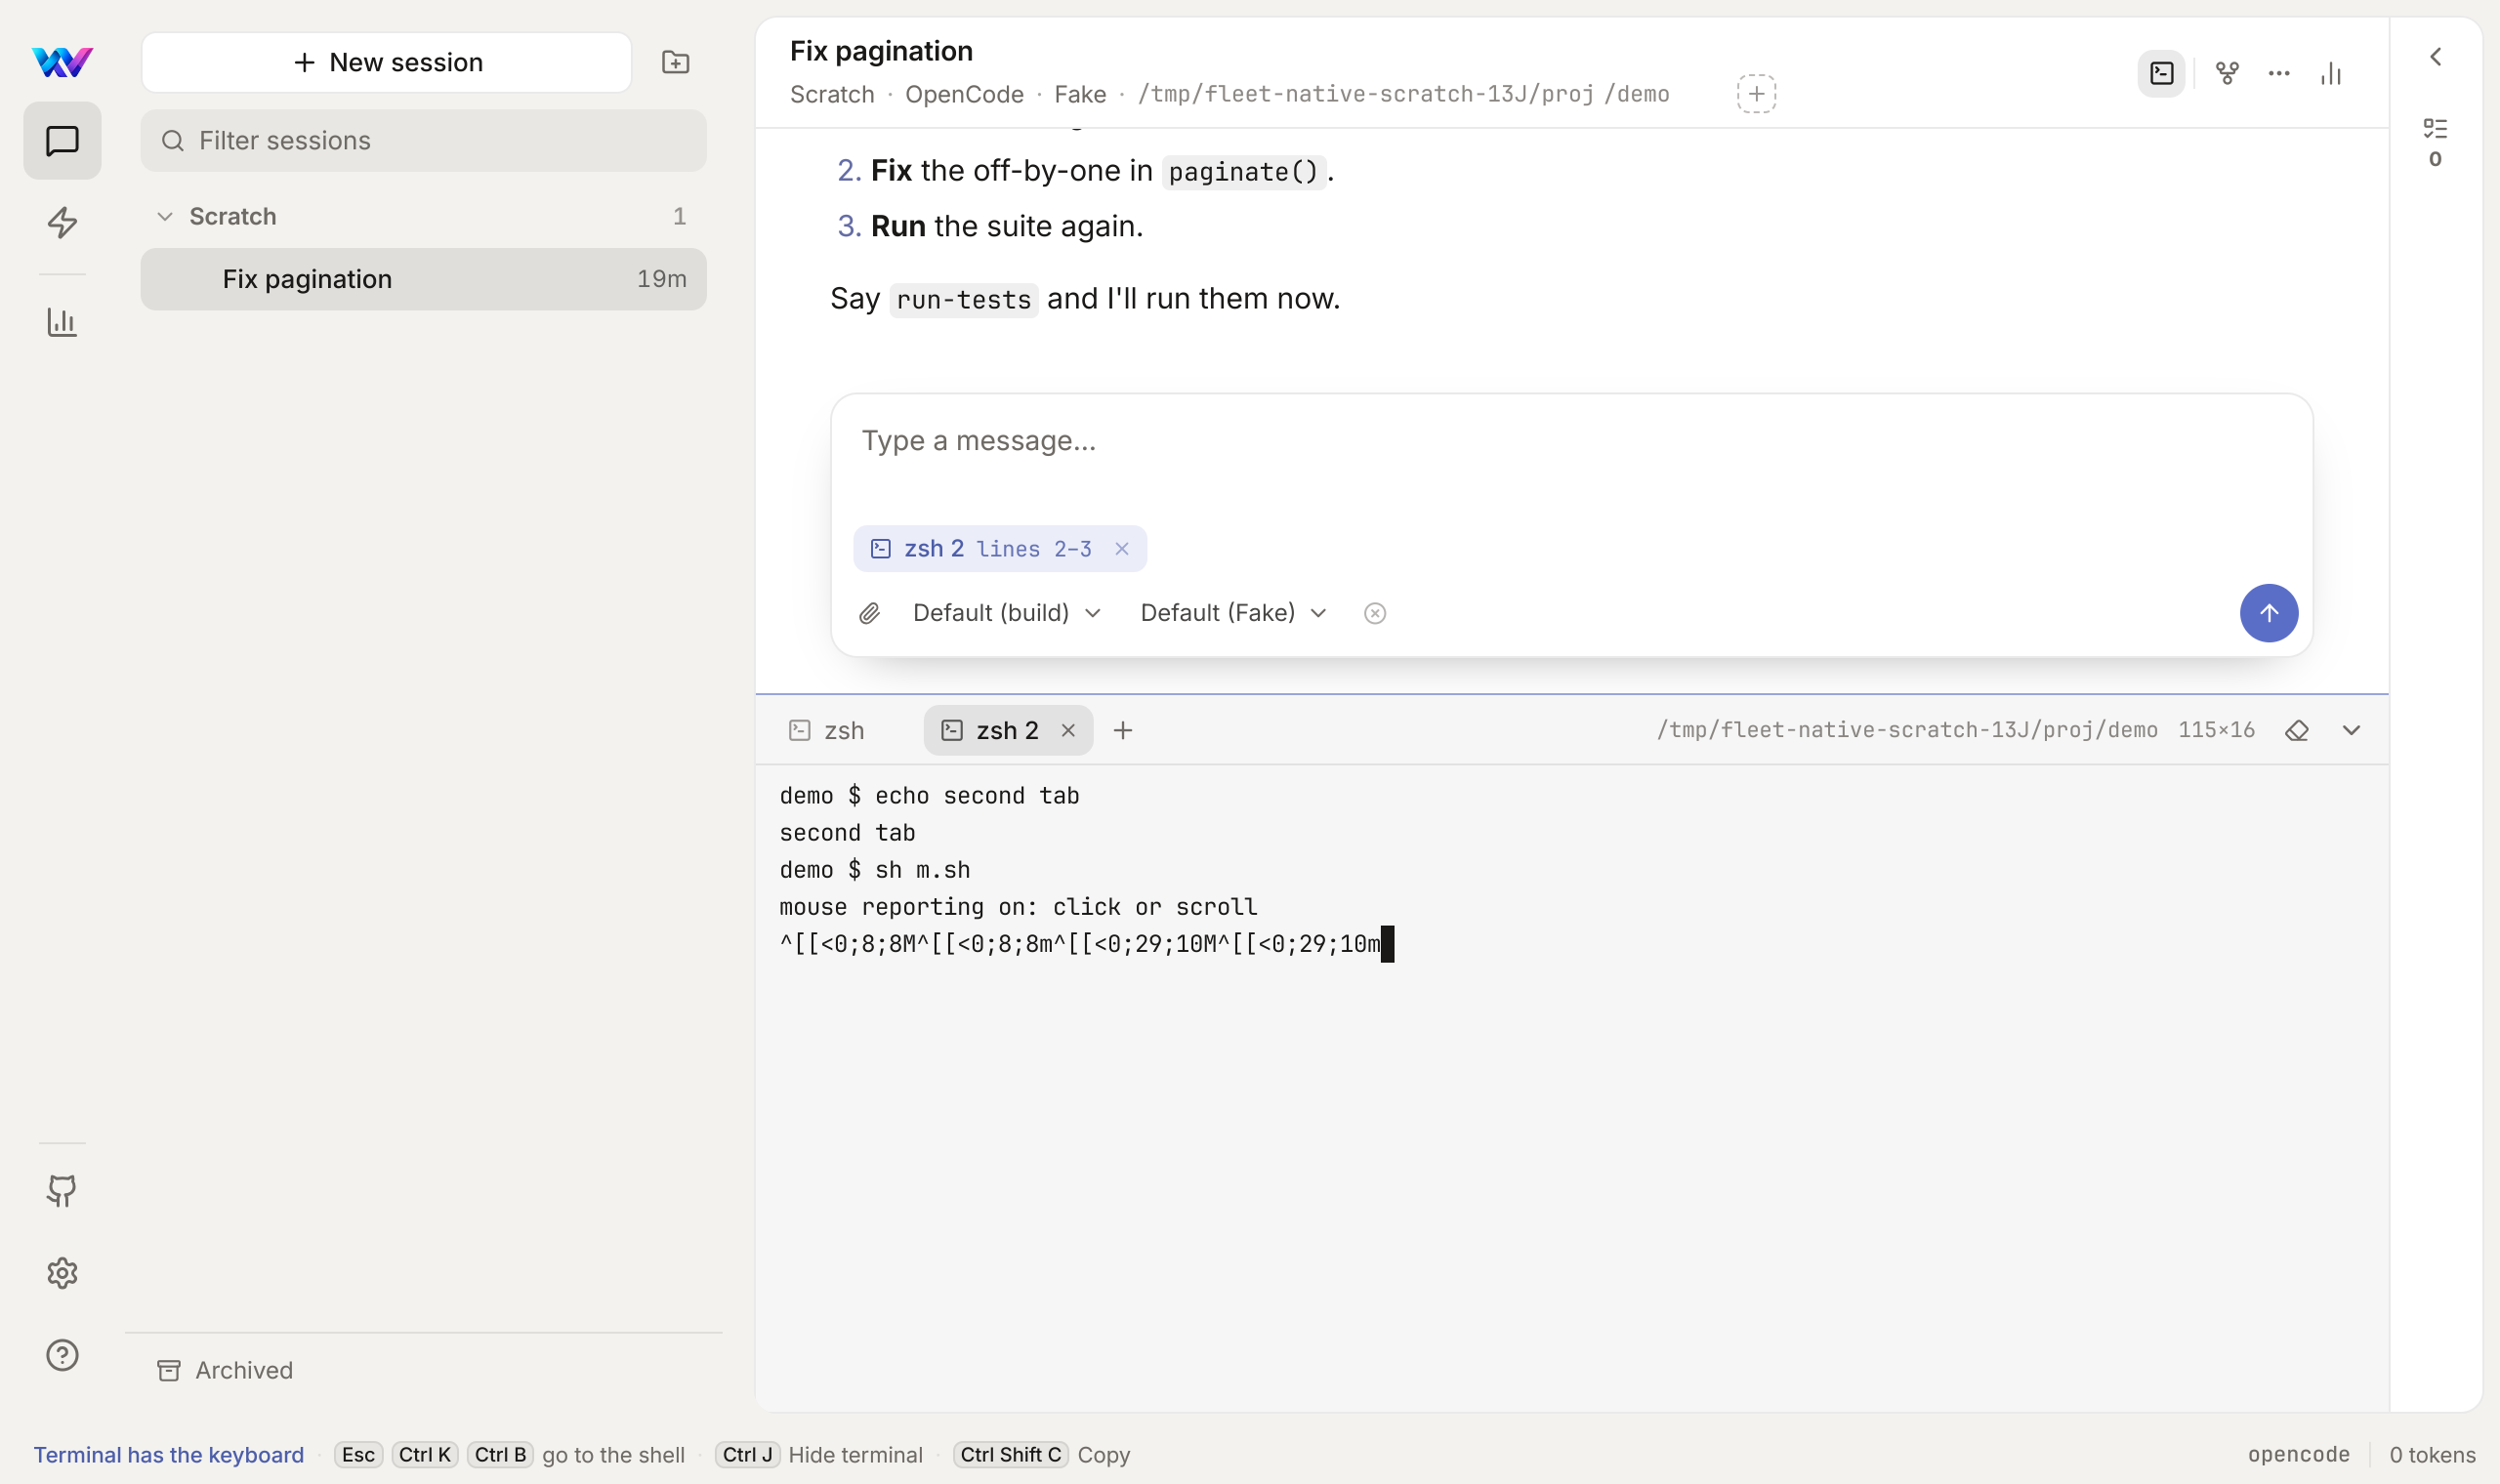 New session
Filter sessions
Scratch 1
Fix pagination 19m
Archived
Fix pagination
Scratch · OpenCode · Fake · /tmp/fleet-native-scratch-13J/proj /demo
0
2. Fix the off-by-one in paginate().
3. Run the suite again.
Say run-tests and I'll run them now.
Type a message...
zsh 2 lines 2–3
Default (build) Default (Fake)
zsh zsh 2 /tmp/fleet-native-scratch-13J/proj/demo 115×16
demo $ echo second tab
second tab
demo $ sh m.sh
mouse reporting on: click or scroll
^[[<0;8;8M^[[<0;8;8m^[[<0;29;10M^[[<0;29;10m
Terminal has the keyboard · Esc Ctrl K Ctrl B go to the shell · Ctrl J Hide terminal · Ctrl Shift C Copy
opencode 0 tokens